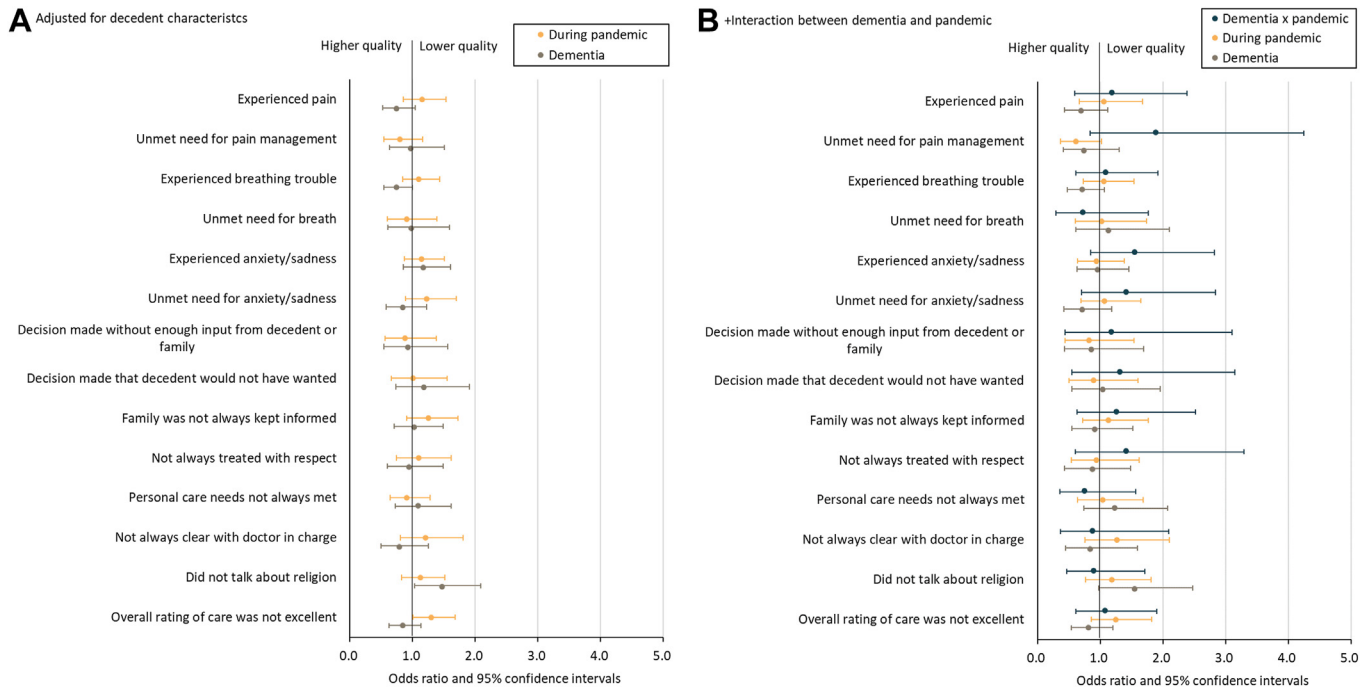 A Adjusted for decedent characteristcs
Higher quality Lower quality
During pandemic
Dementia
Experienced pain
Unmet need for pain management
Experienced breathing trouble
Unmet need for breath
Experienced anxiety/sadness
Unmet need for anxiety/sadness
Decision made without enough input from decedent or
family
Decision made that decedent would not have wanted
Family was not always kept informed
Not always treated with respect
Personal care needs not always met
Not always clear with doctor in charge
Did not talk about religion
Overall rating of care was not excellent
0.0 1.0 2.0 3.0 4.0 5.0
Odds ratio and 95% confidence intervals
B +Interaction between dementia and pandemic
Higher quality Lower quality
Dementia x pandemic
During pandemic
Dementia
Experienced pain
Unmet need for pain management
Experienced breathing trouble
Unmet need for breath
Experienced anxiety/sadness
Unmet need for anxiety/sadness
Decision made without enough input from decedent or
family
Decision made that decedent would not have wanted
Family was not always kept informed
Not always treated with respect
Personal care needs not always met
Not always clear with doctor in charge
Did not talk about religion
Overall rating of care was not excellent
0.0 1.0 2.0 3.0 4.0 5.0
Odds ratio and 95% confidence intervals